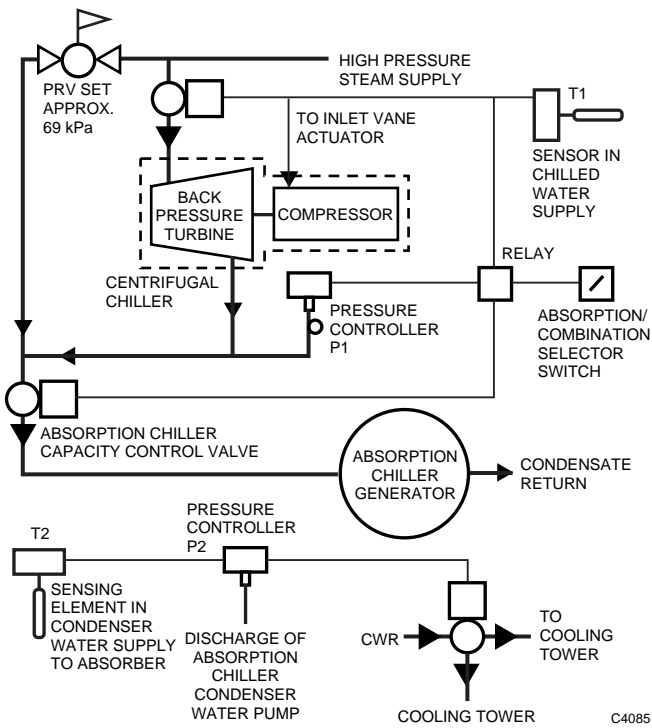 HIGH PRESSURE
STEAM SUPPLY
PRV SET
APPROX.
69 kPa
T1
TO INLET VANE
ACTUATOR
SENSOR IN
CHILLED
WATER
SUPPLY
BACK
PRESSURE
TURBINE
COMPRESSOR
RELAY
CENTRIFUGAL
CHILLER
PRESSURE
CONTROLLER
P1
ABSORPTION/
COMBINATION
SELECTOR
SWITCH
ABSORPTION CHILLER
CAPACITY CONTROL VALVE
ABSORPTION
CHILLER
GENERATOR
CONDENSATE
RETURN
PRESSURE
CONTROLLER
P2
T2
SENSING
ELEMENT IN
CONDENSER
WATER SUPPLY
TO ABSORBER
DISCHARGE OF
ABSORPTION
CHILLER
CONDENSER
WATER PUMP
CWR
TO
COOLING
TOWER
COOLING TOWER
C4085